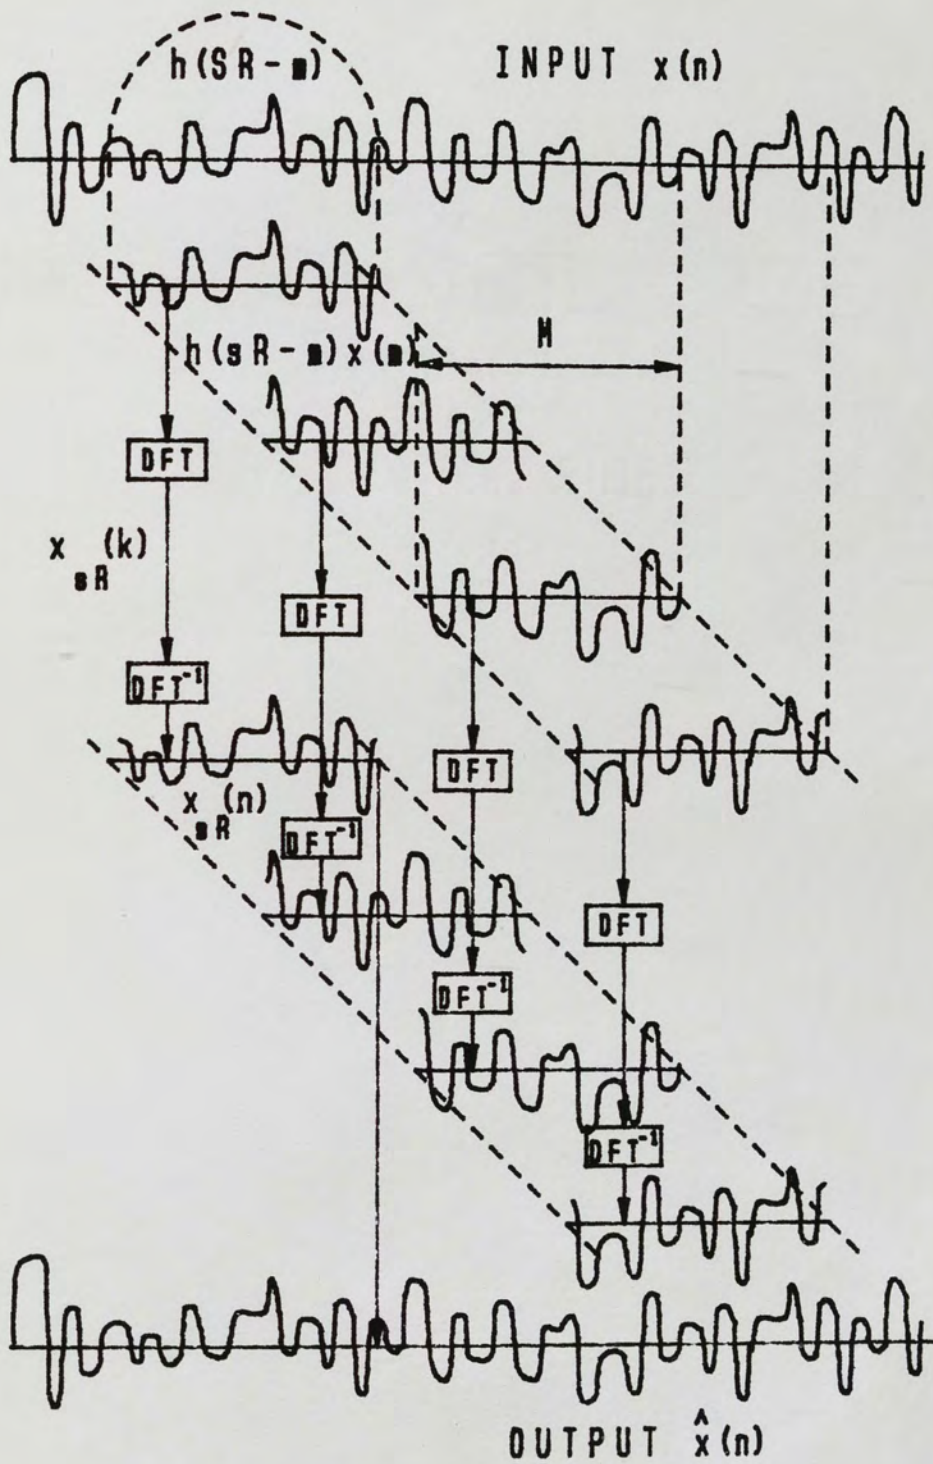 h(SR-m)
INPUT x(n)
M
h(sR-m)x(m)
DFT
x sR (k)
DFT
DFT⁻¹
DFT
x sR (n)
DFT⁻¹
DFT
DFT⁻¹
DFT⁻¹
OUTPUT x̂(n)